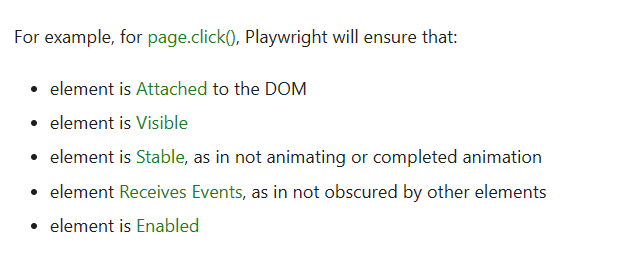 For example, for page.click(), Playwright will ensure that:
• element is Attached to the DOM
• element is Visible
• element is Stable, as in not animating or completed animation
• element Receives Events, as in not obscured by other elements
• element is Enabled